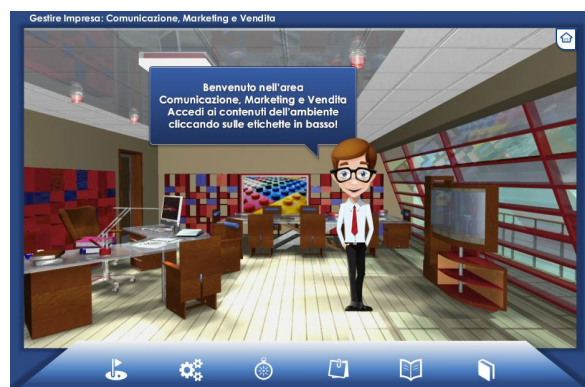 Gestire Impresa: Comunicazione, Marketing e Vendita
Benvenuto nell'area
Comunicazione, Marketing e Vendita
Accedi ai contenuti dell'ambiente
cliccando sulle etichette in basso!